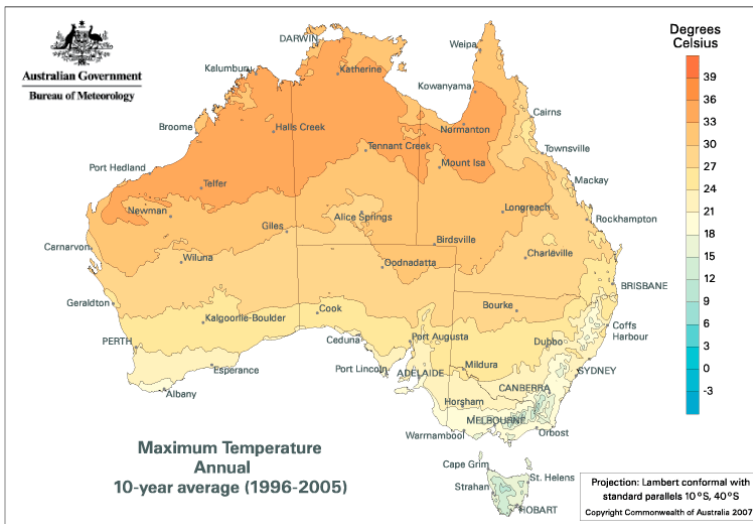 Australian Government
Bureau of Meteorology
DARWIN
Weipa
Kalumburu
Katherine
Kowanyama
Cairns
Broome
Halls Creek
Normanton
Tennant Creek
Townsville
Port Hedland
Mount Isa
Telfer
Mackay
Newman
Alice Springs
Longreach
Rockhampton
Carnarvon
Giles
Birdsville
Wiluna
Oodnadatta
Charleville
BRISBANE
Geraldton
Cook
Bourke
Kalgoorlie-Boulder
Coffs
Harbour
PERTH
Ceduna
Port Augusta
Dubbo
Esperance
Port Lincoln
ADELAIDE
Mildura
SYDNEY
Albany
CANBERRA
Horsham
MELBOURNE
Warrnambool
Orbost
Cape Grim
St. Helens
Strahan
HOBART
Degrees
Celsius
39
36
33
30
27
24
21
18
15
12
9
6
3
0
-3
Maximum Temperature
Annual
10-year average (1996-2005)
Projection: Lambert conformal with
standard parallels 10°S, 40°S
Copyright Commonwealth of Australia 2007